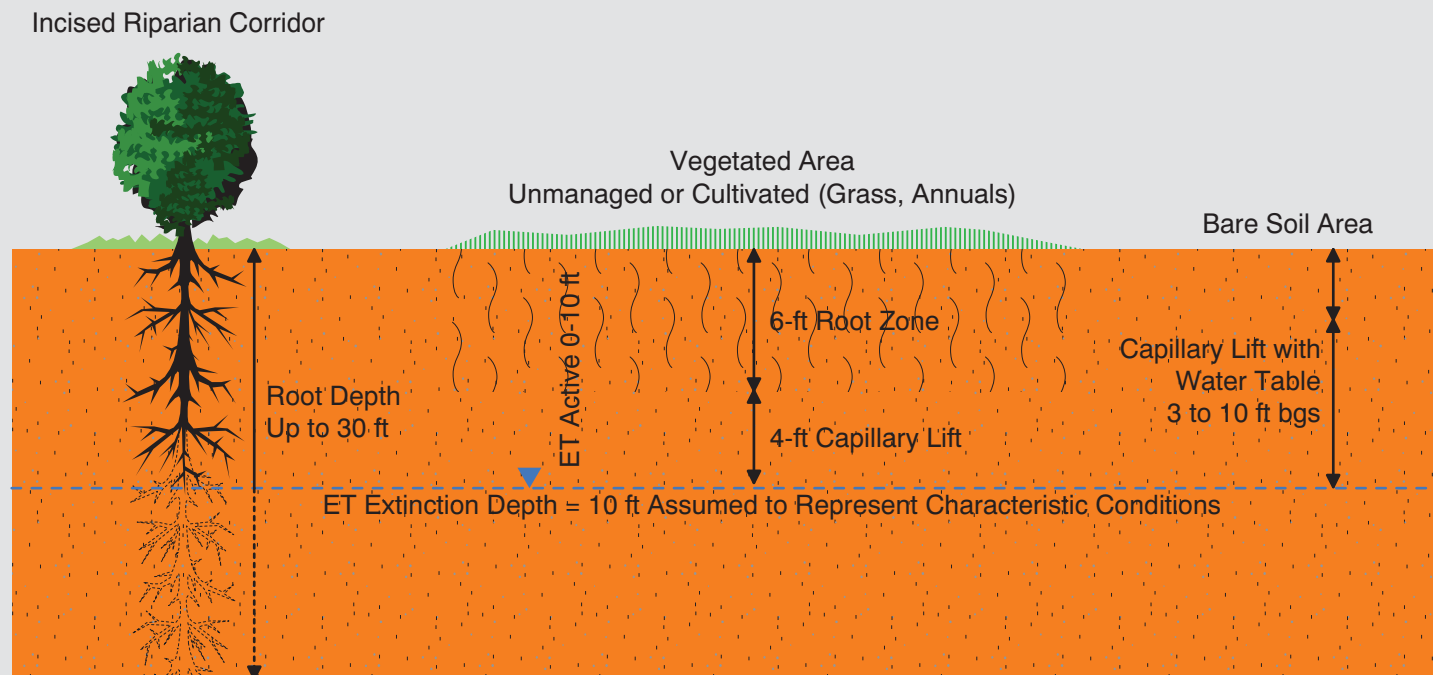 Incised Riparian Corridor
Vegetated Area
Unmanaged or Cultivated (Grass, Annuals)
Bare Soil Area
Root Depth
Up to 30 ft
ET Active 0-10 ft
6-ft Root Zone
4-ft Capillary Lift
Capillary Lift with
Water Table
3 to 10 ft bgs
ET Extinction Depth = 10 ft Assumed to Represent Characteristic Conditions